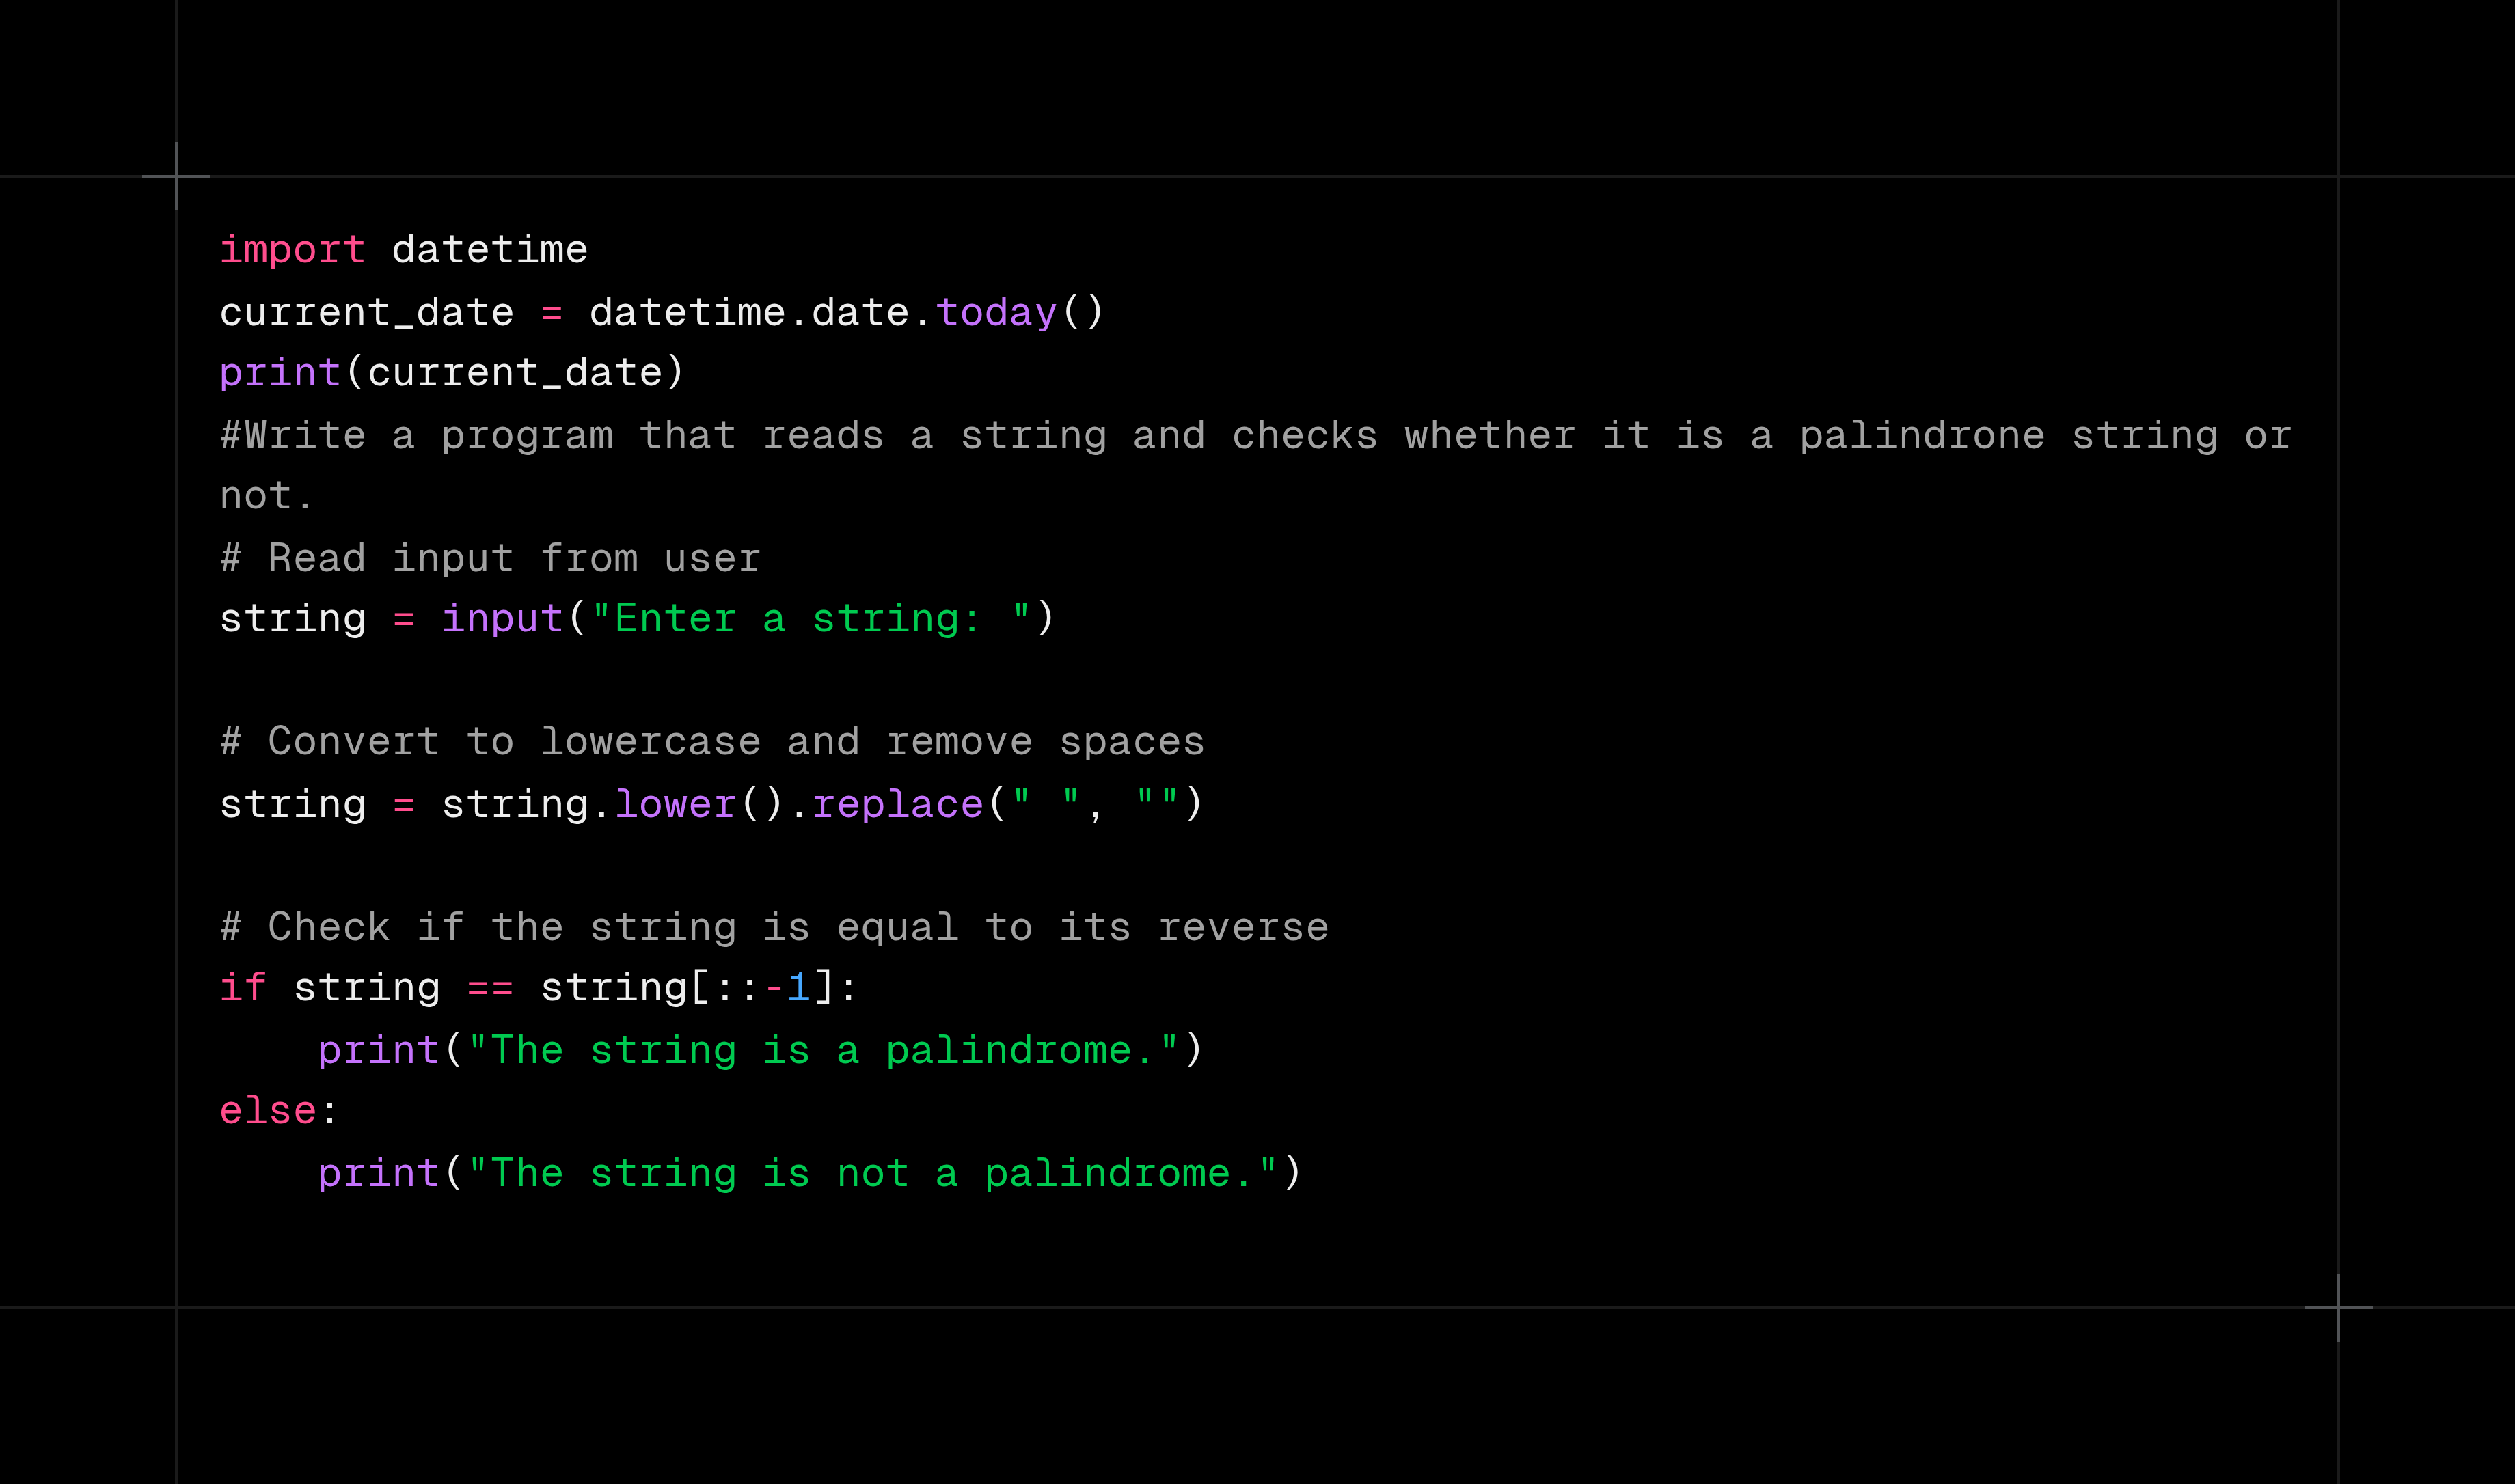 import datetime
current_date = datetime.date.today()
print(current_date)
#Write a program that reads a string and checks whether it is a palindrone string or
not.
# Read input from user
string = input("Enter a string: ")

# Convert to lowercase and remove spaces
string = string.lower().replace(" ", "")

# Check if the string is equal to its reverse
if string == string[::-1]:
    print("The string is a palindrome.")
else:
    print("The string is not a palindrome.")